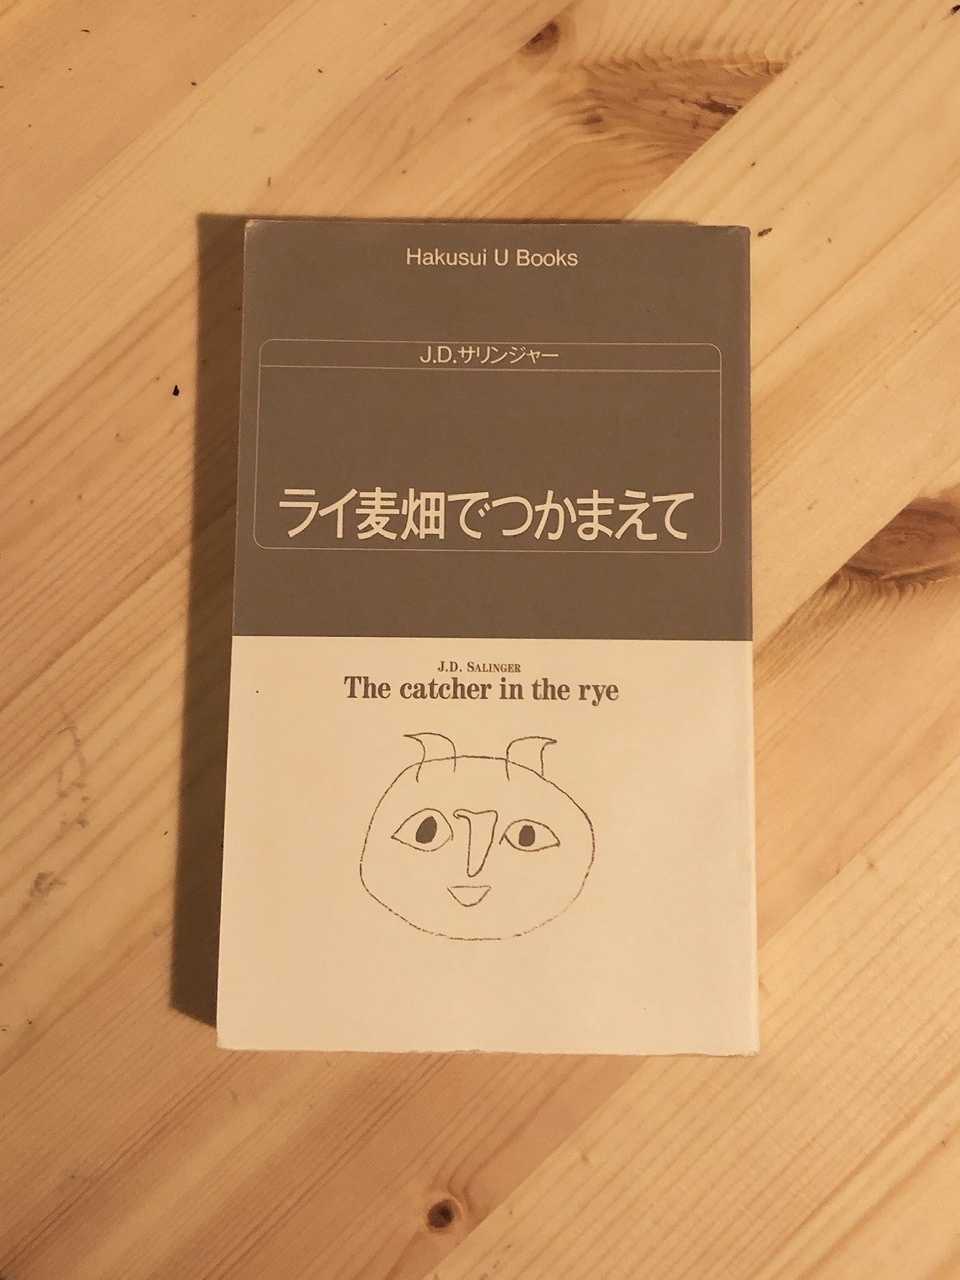 Hakusui U Books
J.D.サリンジャー
ライ麦畑でつかまえて
J.D. SALINGER
The catcher in the rye